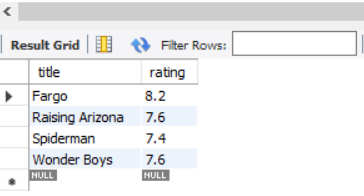 Result Grid Filter Rows:
title rating
Fargo 8.2
Raising Arizona 7.6
Spiderman 7.4
Wonder Boys 7.6
NULL NULL